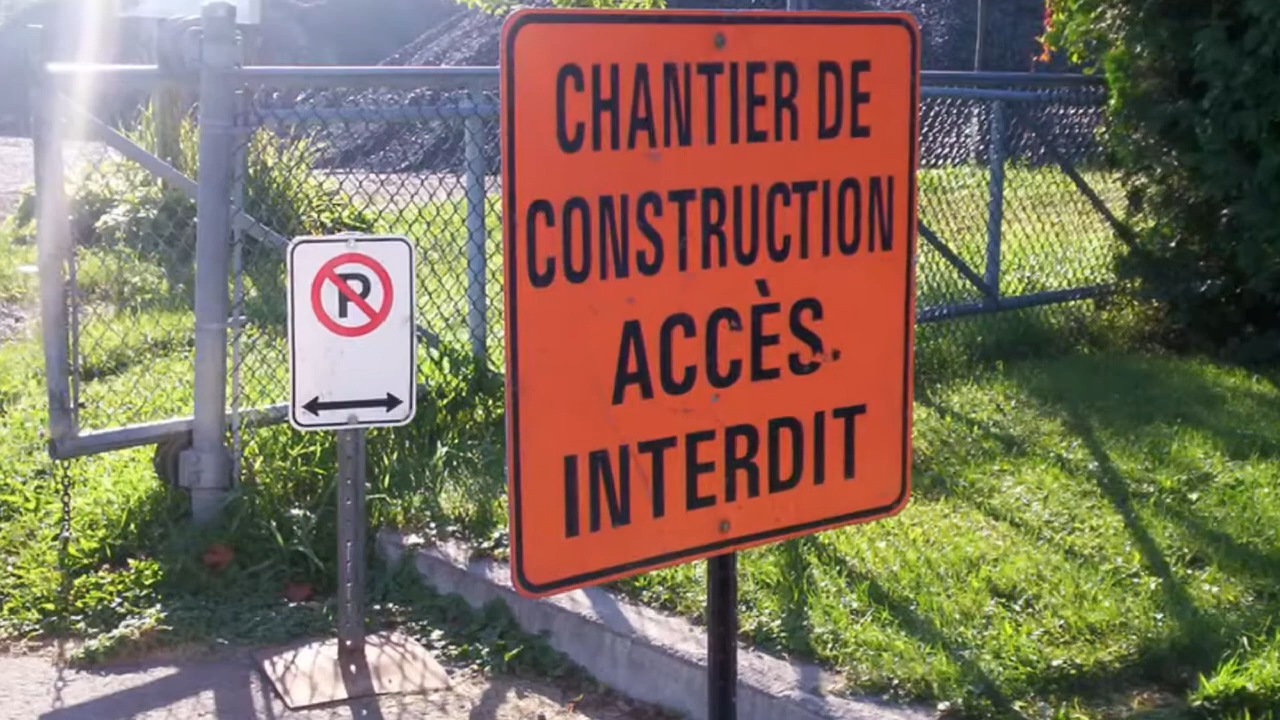 CHANTIER DE
CONSTRUCTION
ACCÈS
INTERDIT
P